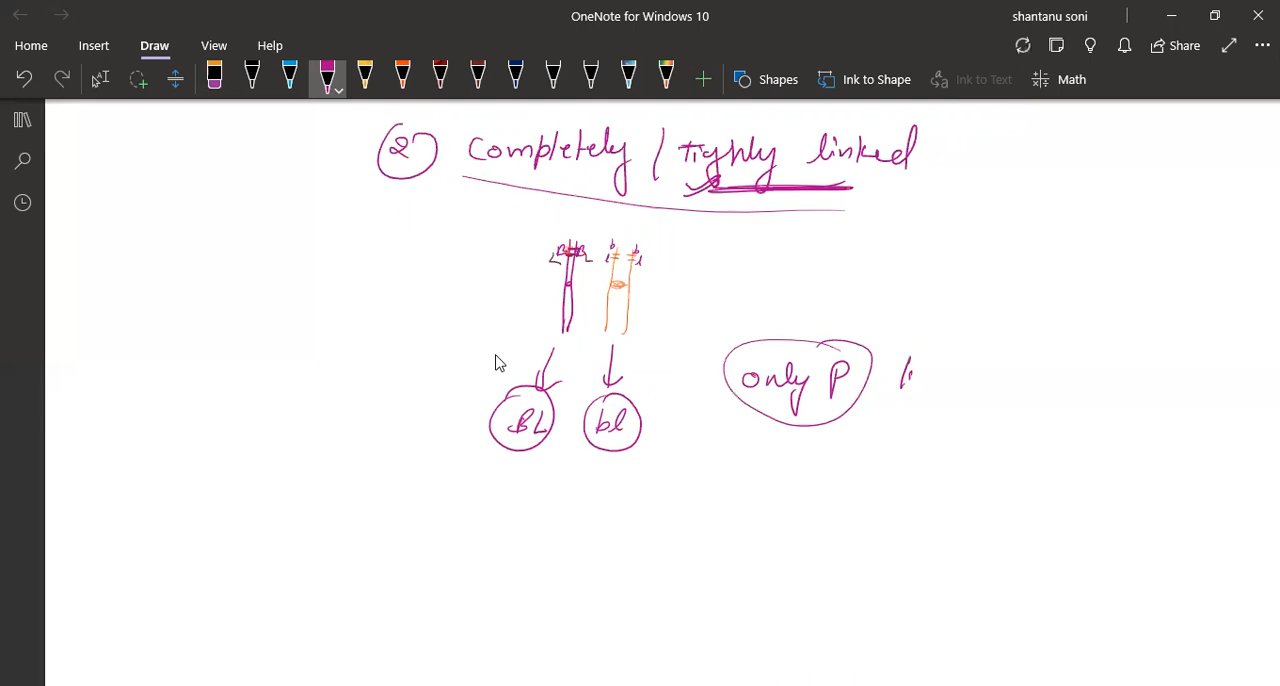 OneNote for Windows 10
shantanu soni
Home Insert Draw View Help
Share
Shapes Ink to Shape Ink to Text Math
2 Completely / Tighly linked
B B b b
L L l l
only P
BL bl